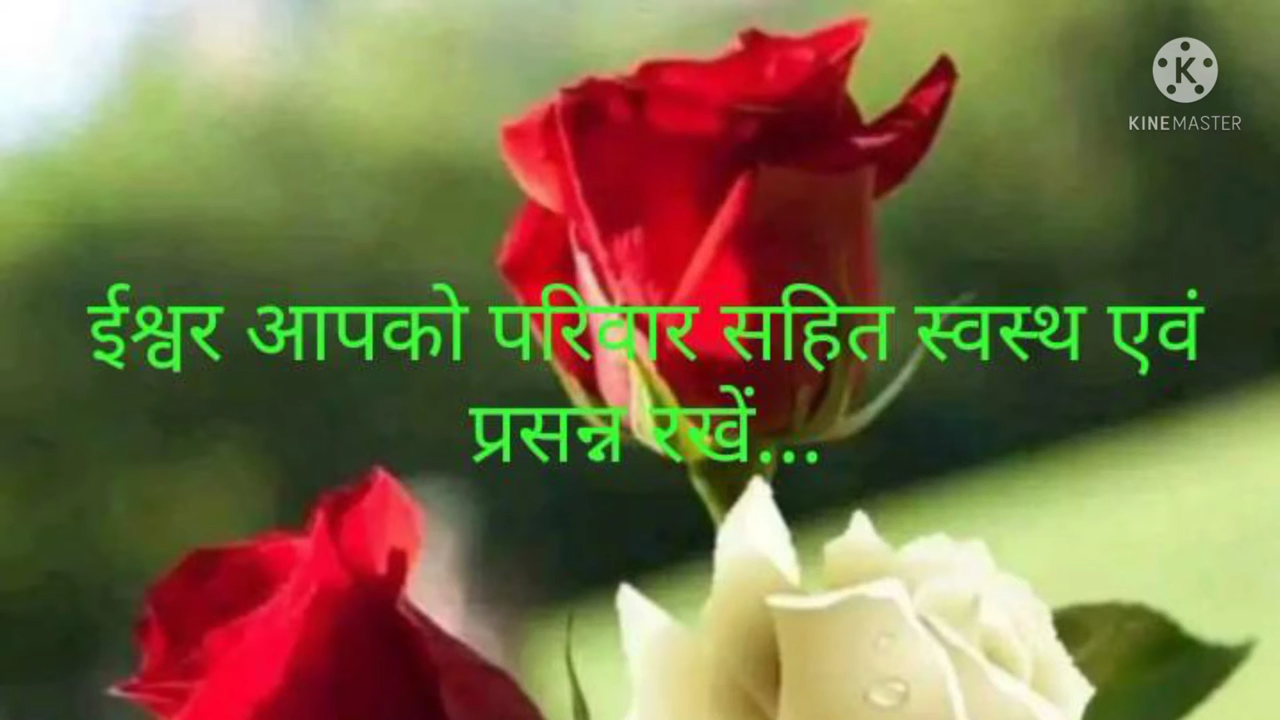 KINEMASTER
ईश्वर आपको परिवार सहित स्वस्थ एवं
प्रसन्न रखें...